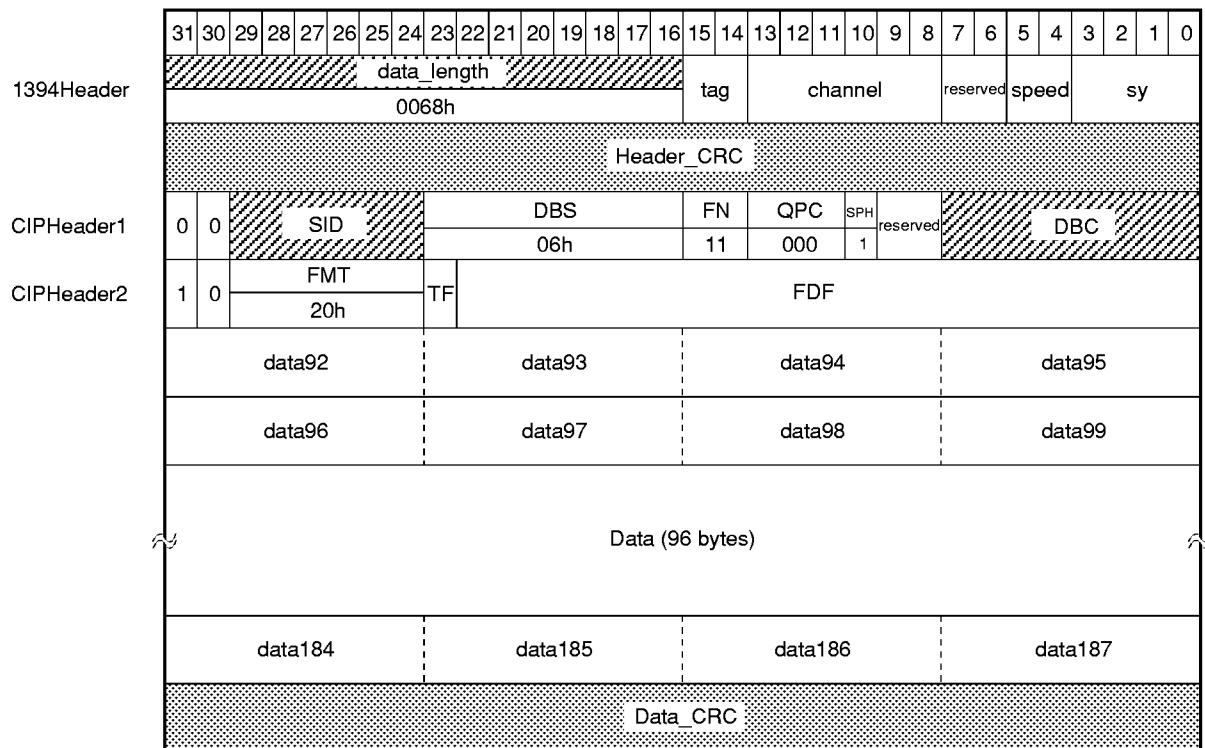 31 30 29 28 27 26 25 24 23 22 21 20 19 18 17 16 15 14 13 12 11 10 9 8 7 6 5 4 3 2 1 0
1394Header data_length tag channel reserved speed sy
0068h
Header_CRC
CIPHeader1 0 0 SID DBS FN QPC SPH reserved DBC
06h 11 000 1
CIPHeader2 1 0 FMT TF FDF
20h
data92 data93 data94 data95
data96 data97 data98 data99
Data (96 bytes)
data184 data185 data186 data187
Data_CRC